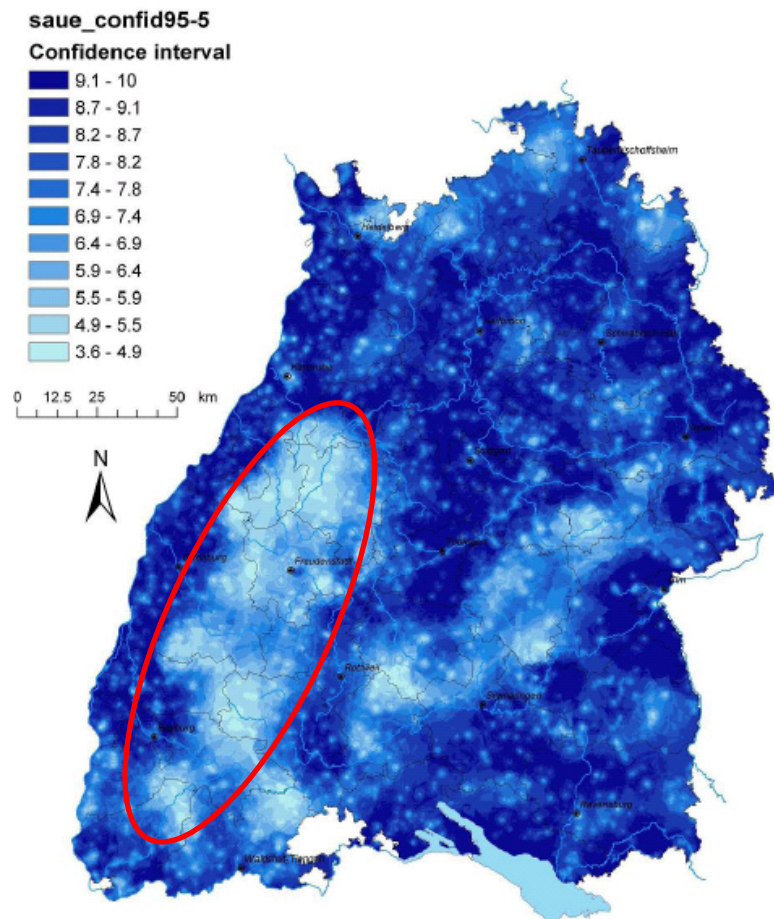 saue_confid95-5
Confidence interval
9.1 - 10
8.7 - 9.1
8.2 - 8.7
7.8 - 8.2
7.4 - 7.8
6.9 - 7.4
6.4 - 6.9
5.9 - 6.4
5.5 - 5.9
4.9 - 5.5
3.6 - 4.9
0 12.5 25 50 km
N
Tauberbischoffsheim
Heidelberg
Karlsruhe
Stuttgart
Freudenstadt
Rottweil
Sigmaringen
Freiburg
Ravensburg